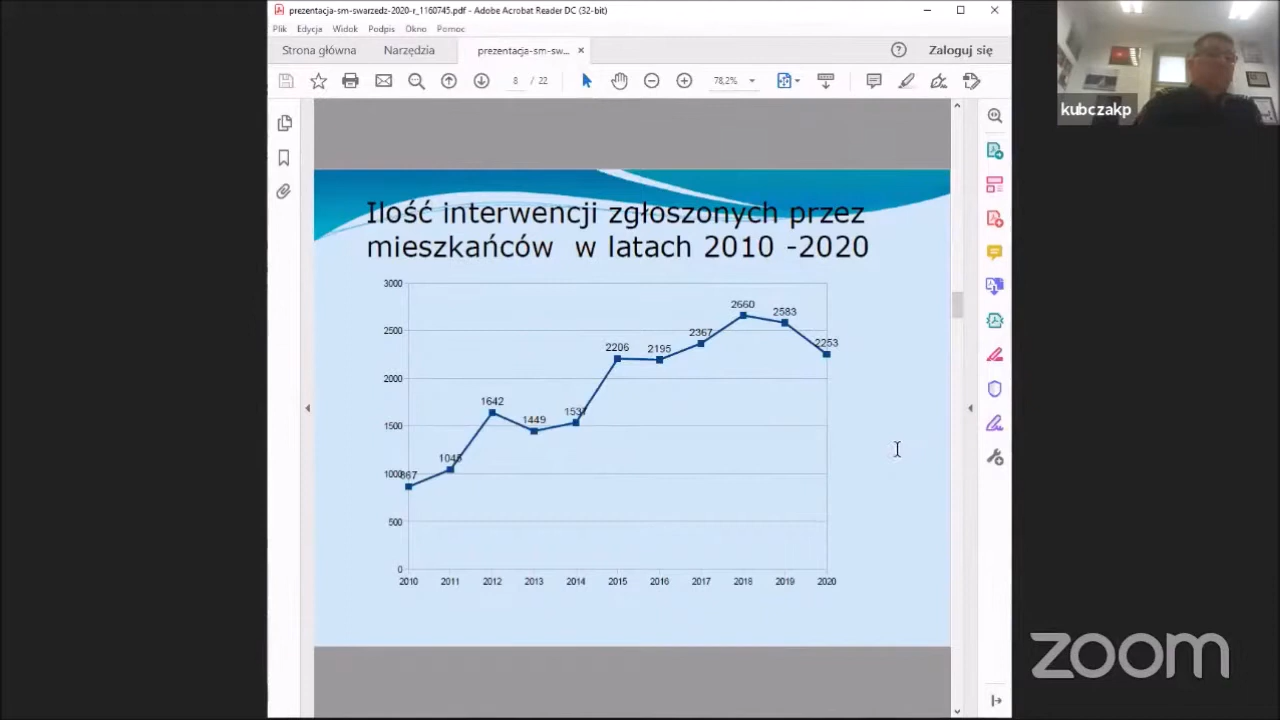 prezentacja-sm-swarzedz-2020-r_1160745.pdf - Adobe Acrobat Reader DC (32-bit)
Plik Edycja Widok Podpis Okno Pomoc
Strona główna Narzędzia prezentacja-sm-sw... Zaloguj się
8 / 22 78,2%
kubczakp
Ilość interwencji zgłoszonych przez
mieszkańców w latach 2010 -2020
3000
2500
2000
1500
1000
500
0
867
1642
1449
1537
2206
2195
2367
2660
2583
2253
2010 2011 2012 2013 2014 2015 2016 2017 2018 2019 2020
zoom